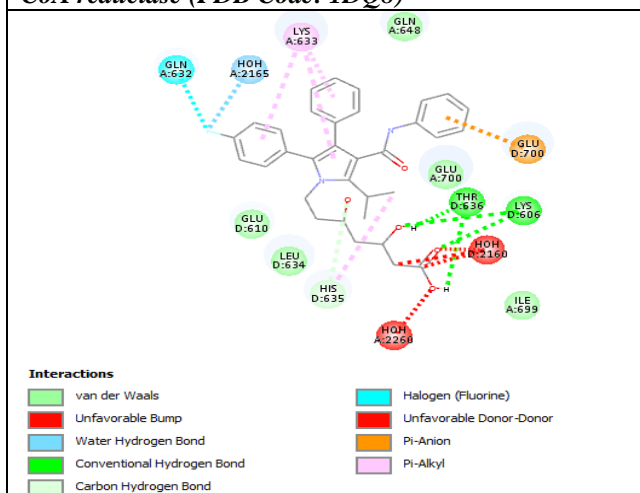 CoA reductase (PDB Code: 1DQ8)
LYS
A:633
GLN
A:648
GLN
A:632
HOH
A:2165
N
O
GLU
D:700
GLU
A:700
N
THR
D:636
LYS
D:606
O
O
H
GLU
D:610
O
HOH
D:2160
LEU
D:634
HIS
D:635
O
H
ILE
A:699
HOH
A:2260
Interactions
van der Waals
Unfavorable Bump
Water Hydrogen Bond
Conventional Hydrogen Bond
Carbon Hydrogen Bond
Halogen (Fluorine)
Unfavorable Donor-Donor
Pi-Anion
Pi-Alkyl